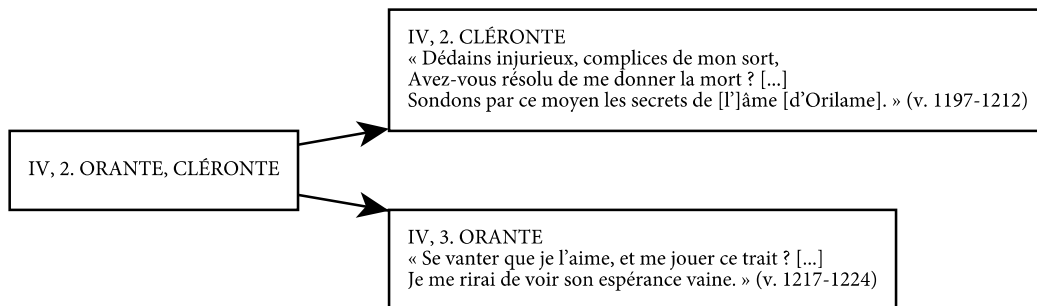 IV, 2. CLÉRONTE
« Dédains injurieux, complices de mon sort,
Avez-vous résolu de me donner la mort ? [...]
Sondons par ce moyen les secrets de [l']âme [d'Orilame]. » (v. 1197-1212)
IV, 2. ORANTE, CLÉRONTE
IV, 3. ORANTE
« Se vanter que je l’aime, et me jouer ce trait ? [...]
Je me rirai de voir son espérance vaine. » (v. 1217-1224)